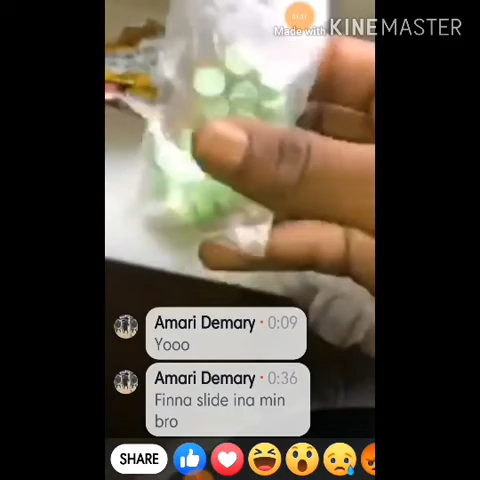 Made with KINEMASTER
Amari Demary • 0:09
Yooo
Amari Demary • 0:36
Finna slide ina min
bro
SHARE